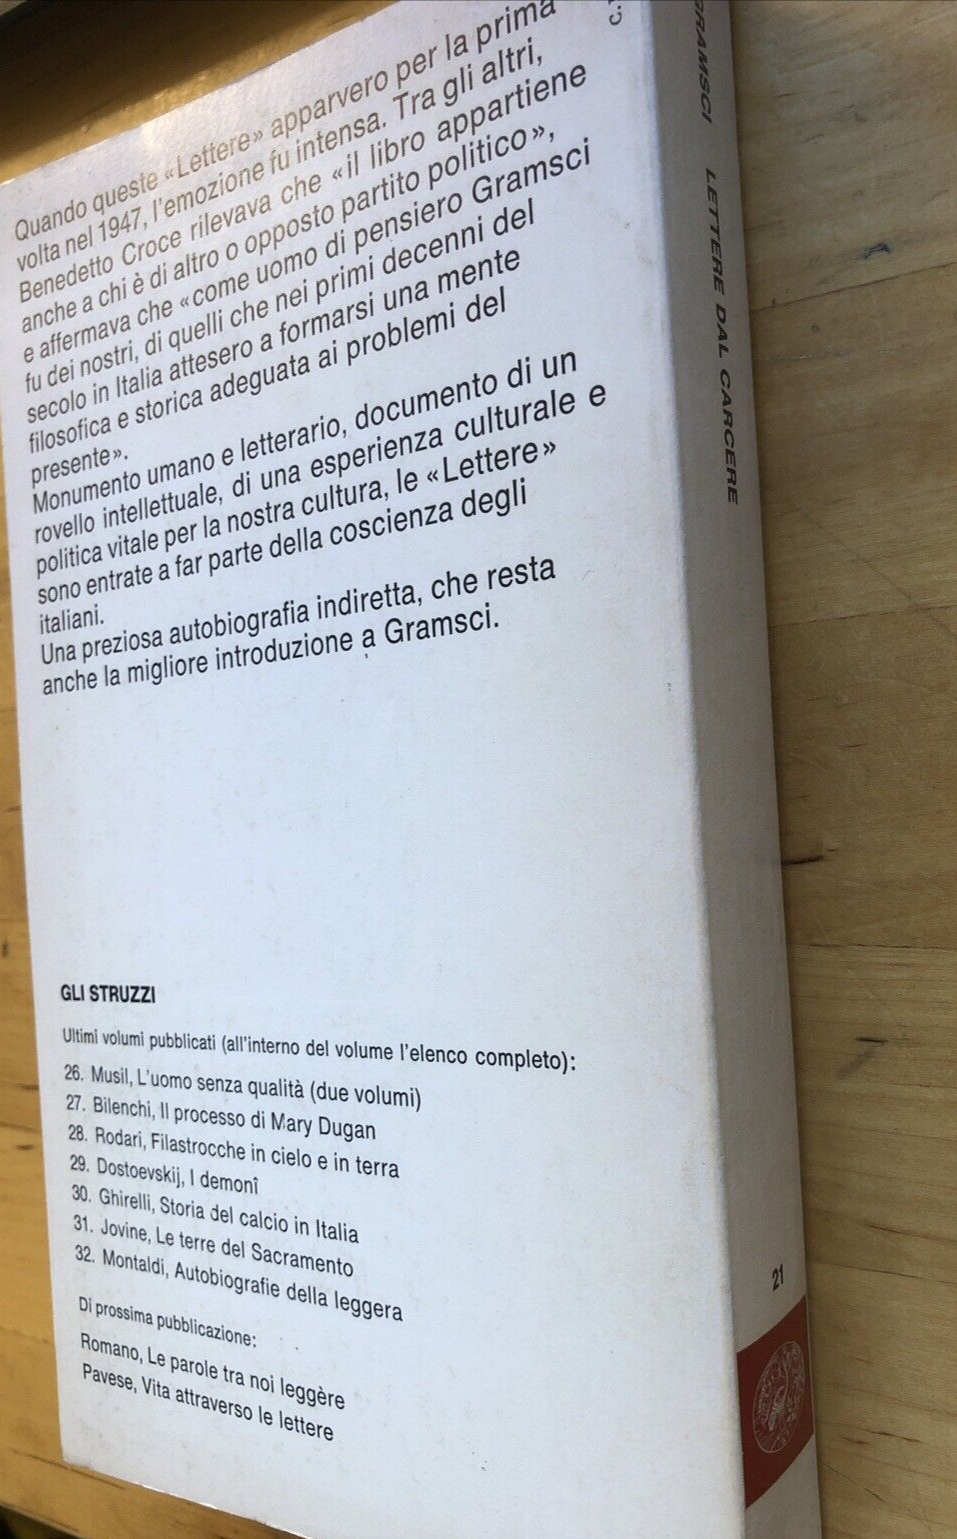 Quando queste «Lettere» apparvero per la prima
volta nel 1947, l'emozione fu intensa. Tra gli altri,
Benedetto Croce rilevava che «il libro appartiene
anche a chi è di altro o opposto partito politico»,
e affermava che «come uomo di pensiero Gramsci
fu dei nostri, di quelli che nei primi decenni del
secolo in Italia attesero a formarsi una mente
filosofica e storica adeguata ai problemi del
presente».
Monumento umano e letterario, documento di un
rovello intellettuale, di una esperienza culturale e
politica vitale per la nostra cultura, le «Lettere»
sono entrate a far parte della coscienza degli
italiani.
Una preziosa autobiografia indiretta, che resta
anche la migliore introduzione a Gramsci.
GLI STRUZZI
Ultimi volumi pubblicati (all'interno del volume l'elenco completo):
26. Musil, L'uomo senza qualità (due volumi)
27. Bilenchi, Il processo di Mary Dugan
28. Rodari, Filastrocche in cielo e in terra
29. Dostoevskij, I demonî
30. Ghirelli, Storia del calcio in Italia
31. Jovine, Le terre del Sacramento
32. Montaldi, Autobiografie della leggera
Di prossima pubblicazione:
Romano, Le parole tra noi leggère
Pavese, Vita attraverso le lettere
GRAMSCI LETTERE DAL CARCERE
21